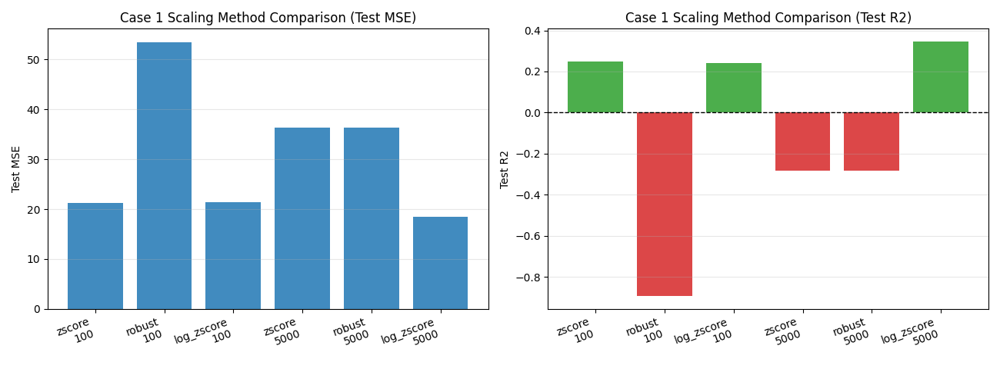 Case 1 Scaling Method Comparison (Test MSE)
Test MSE
50
40
30
20
10
0
zscore
100
robust
100
log_zscore
100
zscore
5000
robust
5000
log_zscore
5000
Case 1 Scaling Method Comparison (Test R2)
Test R2
0.4
0.2
0.0
−0.2
−0.4
−0.6
−0.8
zscore
100
robust
100
log_zscore
100
zscore
5000
robust
5000
log_zscore
5000